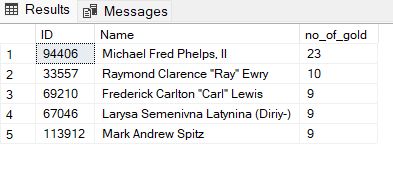 Results Messages
ID Name no_of_gold
1 94406 Michael Fred Phelps, II 23
2 33557 Raymond Clarence "Ray" Ewry 10
3 69210 Frederick Carlton "Carl" Lewis 9
4 67046 Larysa Semenivna Latynina (Diriy-) 9
5 113912 Mark Andrew Spitz 9